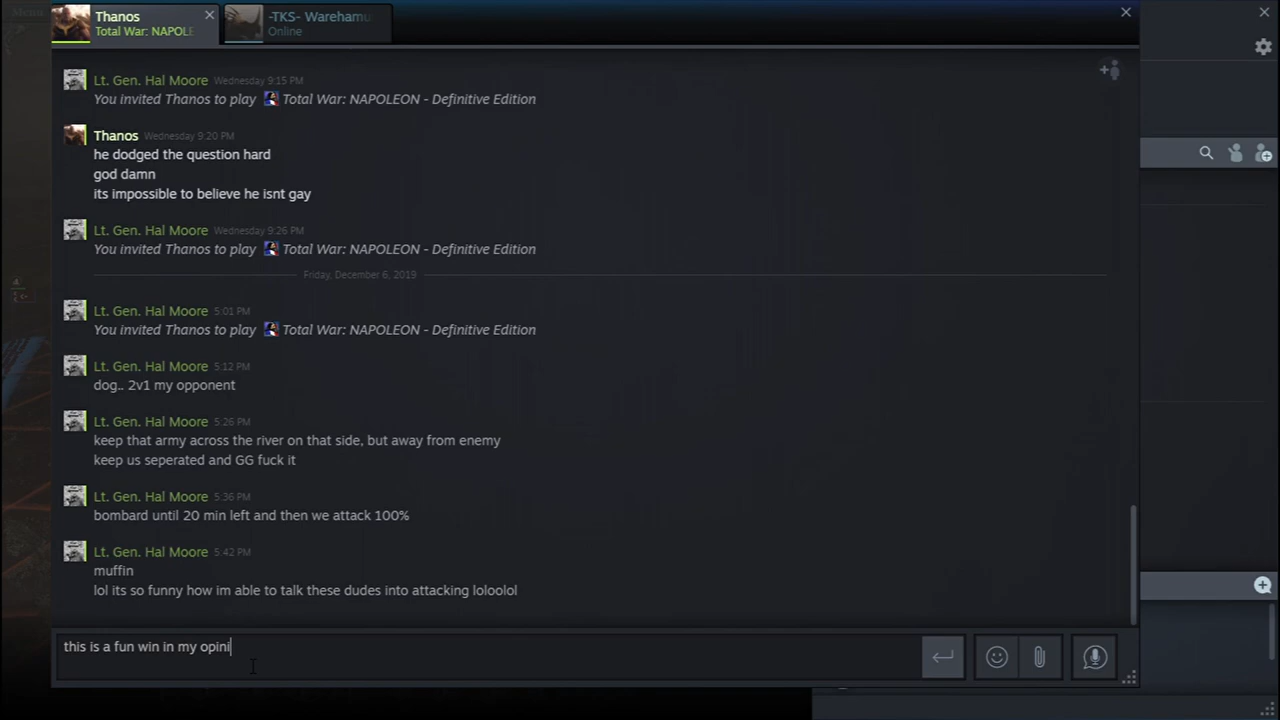 Menu
Thanos
Total War: NAPOLE
-TKS- Warehamu
Online
Lt. Gen. Hal Moore Wednesday 9:15 PM
You invited Thanos to play Total War: NAPOLEON - Definitive Edition
Thanos Wednesday 9:20 PM
he dodged the question hard
god damn
its impossible to believe he isnt gay
Lt. Gen. Hal Moore Wednesday 9:26 PM
You invited Thanos to play Total War: NAPOLEON - Definitive Edition
Friday, December 6, 2019
Lt. Gen. Hal Moore 5:01 PM
You invited Thanos to play Total War: NAPOLEON - Definitive Edition
Lt. Gen. Hal Moore 5:12 PM
dog.. 2v1 my opponent
Lt. Gen. Hal Moore 5:26 PM
keep that army across the river on that side, but away from enemy
keep us seperated and GG fuck it
Lt. Gen. Hal Moore 5:36 PM
bombard until 20 min left and then we attack 100%
Lt. Gen. Hal Moore 5:42 PM
muffin
lol its so funny how im able to talk these dudes into attacking loloolol
this is a fun win in my opini